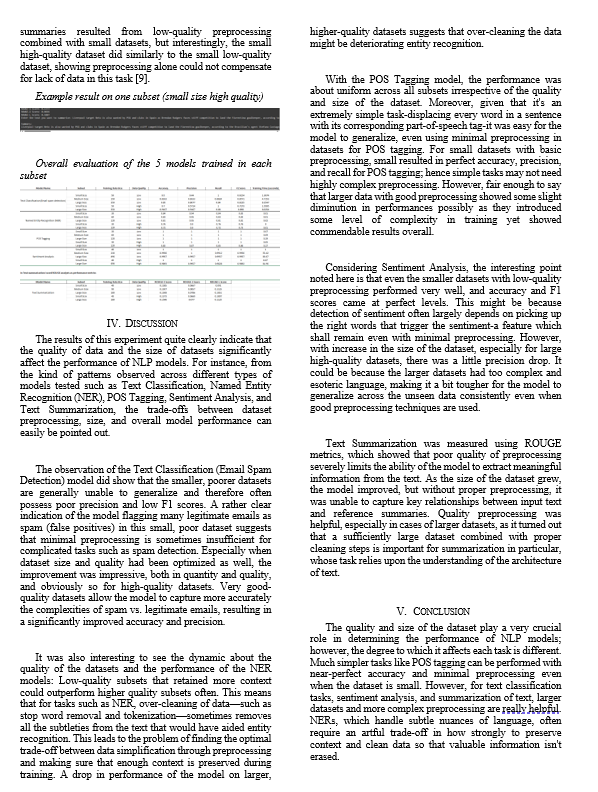 summaries resulted from low-quality preprocessing
combined with small datasets, but interestingly, the small
high-quality dataset did similarly to the small low-quality
dataset, showing preprocessing alone could not compensate
for lack of data in this task [9].
Example result on one subset (small size high quality)
Overall evaluation of the 5 models trained in each
subset
IV. DISCUSSION
The results of this experiment quite clearly indicate that
the quality of data and the size of datasets significantly
affect the performance of NLP models. For instance, from
the kind of patterns observed across different types of
models tested such as Text Classification, Named Entity
Recognition (NER), POS Tagging, Sentiment Analysis, and
Text Summarization, the trade-offs between dataset
preprocessing, size, and overall model performance can
easily be pointed out.
The observation of the Text Classification (Email Spam
Detection) model did show that the smaller, poorer datasets
are generally unable to generalize and therefore often
possess poor precision and low F1 scores. A rather clear
indication of the model flagging many legitimate emails as
spam (false positives) in this small, poor dataset suggests
that minimal preprocessing is sometimes insufficient for
complicated tasks such as spam detection. Especially when
dataset size and quality had been optimized as well, the
improvement was impressive, both in quantity and quality,
and obviously so for high-quality datasets. Very good-
quality datasets allow the model to capture more accurately
the complexities of spam vs. legitimate emails, resulting in
a significantly improved accuracy and precision.
It was also interesting to see the dynamic about the
quality of the datasets and the performance of the NER
models: Low-quality subsets that retained more context
could outperform higher quality subsets often. This means
that for tasks such as NER, over-cleaning of data—such as
stop word removal and tokenization—sometimes removes
all the subtleties from the text that would have aided entity
recognition. This leads to the problem of finding the optimal
trade-off between data simplification through preprocessing
and making sure that enough context is preserved during
training. A drop in performance of the model on larger,
higher-quality datasets suggests that over-cleaning the data
might be deteriorating entity recognition.
With the POS Tagging model, the performance was
about uniform across all subsets irrespective of the quality
and size of the dataset. Moreover, given that it's an
extremely simple task-displacing every word in a sentence
with its corresponding part-of-speech tag-it was easy for the
model to generalize, even using minimal preprocessing in
datasets for POS tagging. For small datasets with basic
preprocessing, small resulted in perfect accuracy, precision,
and recall for POS tagging; hence simple tasks may not need
highly complex preprocessing. However, fair enough to say
that larger data with good preprocessing showed some slight
diminution in performances possibly as they introduced
some level of complexity in training yet showed
commendable results overall.
Considering Sentiment Analysis, the interesting point
noted here is that even the smaller datasets with low-quality
preprocessing performed very well, and accuracy and F1
scores came at perfect levels. This might be because
detection of sentiment often largely depends on picking up
the right words that trigger the sentiment-a feature which
shall remain even with minimal preprocessing. However,
with increase in the size of the dataset, especially for large
high-quality datasets, there was a little precision drop. It
could be because the larger datasets had too complex and
esoteric language, making it a bit tougher for the model to
generalize across the unseen data consistently even when
good preprocessing techniques are used.
Text Summarization was measured using ROUGE
metrics, which showed that poor quality of preprocessing
severely limits the ability of the model to extract meaningful
information from the text. As the size of the dataset grew,
the model improved, but without proper preprocessing, it
was unable to capture key relationships between input text
and reference summaries. Quality preprocessing was
helpful, especially in cases of larger datasets, as it turned out
that a sufficiently large dataset combined with proper
cleaning steps is important for summarization in particular,
whose task relies upon the understanding of the architecture
of text.
V. CONCLUSION
The quality and size of the dataset play a very crucial
role in determining the performance of NLP models;
however, the degree to which it affects each task is different.
Much simpler tasks like POS tagging can be performed with
near-perfect accuracy and minimal preprocessing even
when the dataset is small. However, for text classification
tasks, sentiment analysis, and summarization of text, larger
datasets and more complex preprocessing are really helpful.
NERs, which handle subtle nuances of language, often
require an artful trade-off in how strongly to preserve
context and clean data so that valuable information isn't
erased.